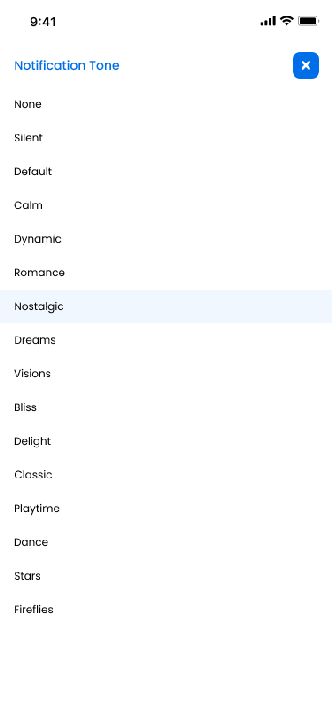 9:41
Notification Tone
None
Silent
Default
Calm
Dynamic
Romance
Nostalgic
Dreams
Visions
Bliss
Delight
Classic
Playtime
Dance
Stars
Fireflies